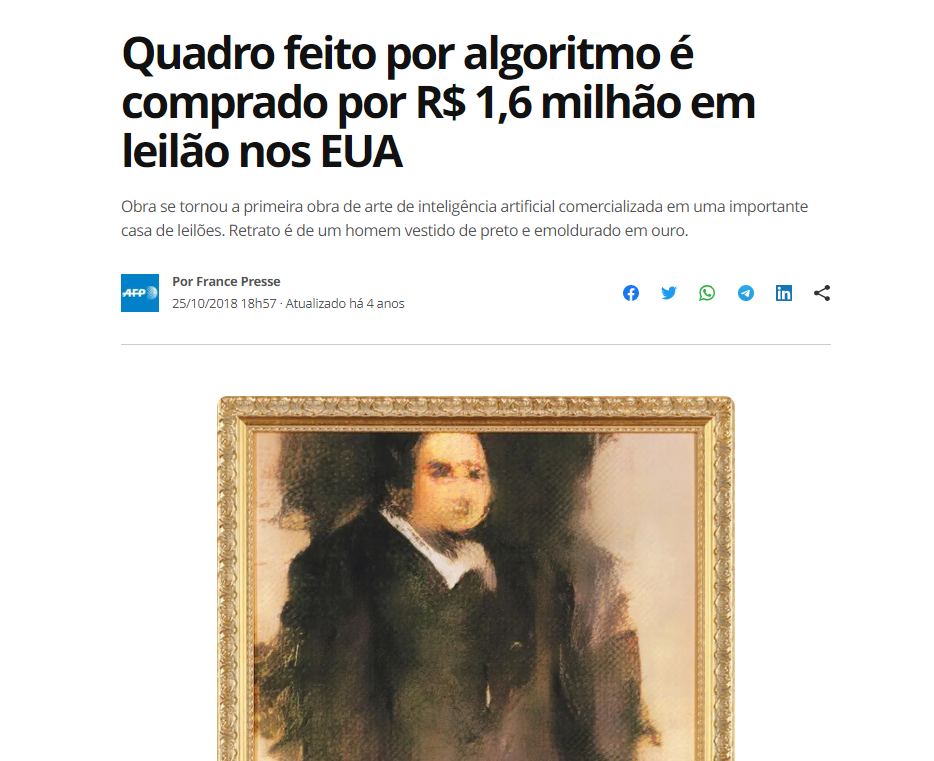 Quadro feito por algoritmo é
comprado por R$ 1,6 milhão em
leilão nos EUA
Obra se tornou a primeira obra de arte de inteligência artificial comercializada em uma importante
casa de leilões. Retrato é de um homem vestido de preto e emoldurado em ouro.
AFP
Por France Presse
25/10/2018 18h57 · Atualizado há 4 anos